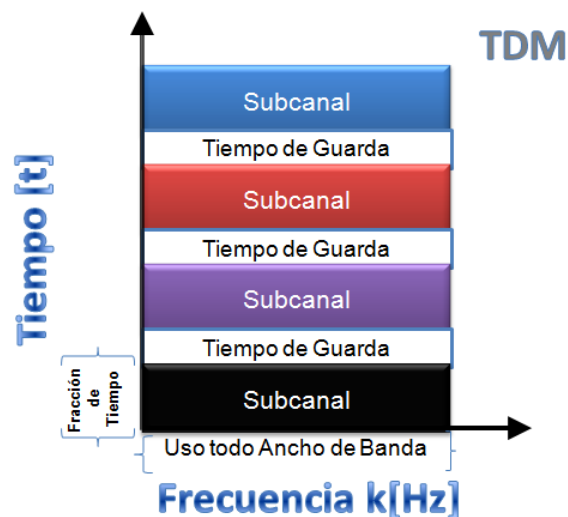 TDM
Subcanal
Tiempo de Guarda
Subcanal
Tiempo de Guarda
Subcanal
Tiempo de Guarda
Subcanal
Tiempo [t]
Fracción
de
Tiempo
Uso todo Ancho de Banda
Frecuencia k[Hz]